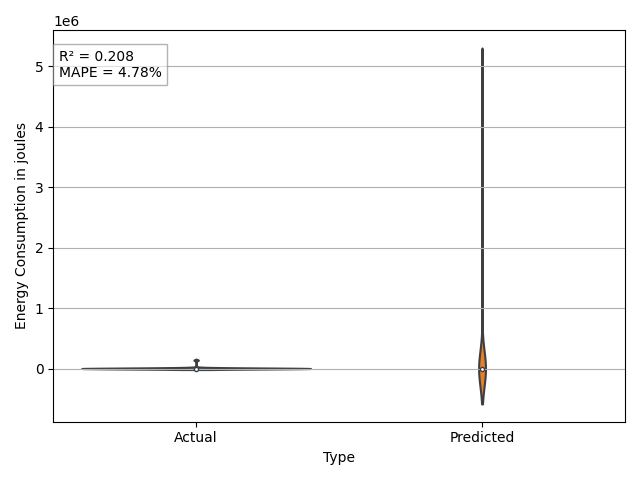 1e6
R² = 0.208
MAPE = 4.78%
5
4
3
2
1
0
Energy Consumption in joules
Actual
Predicted
Type